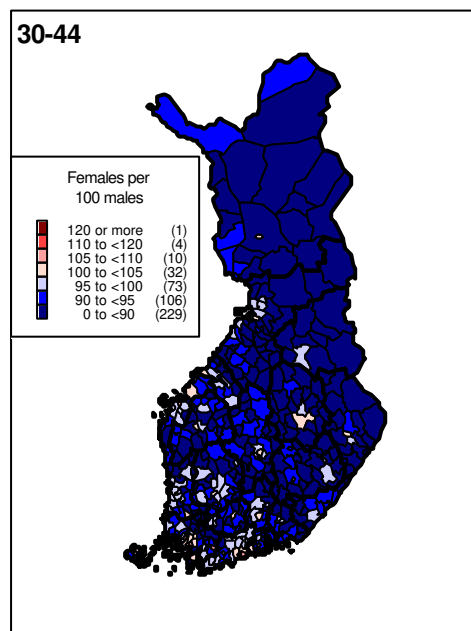 30-44
Females per
100 males
120 or more (1)
110 to <120 (4)
105 to <110 (10)
100 to <105 (32)
95 to <100 (73)
90 to <95 (106)
0 to <90 (229)